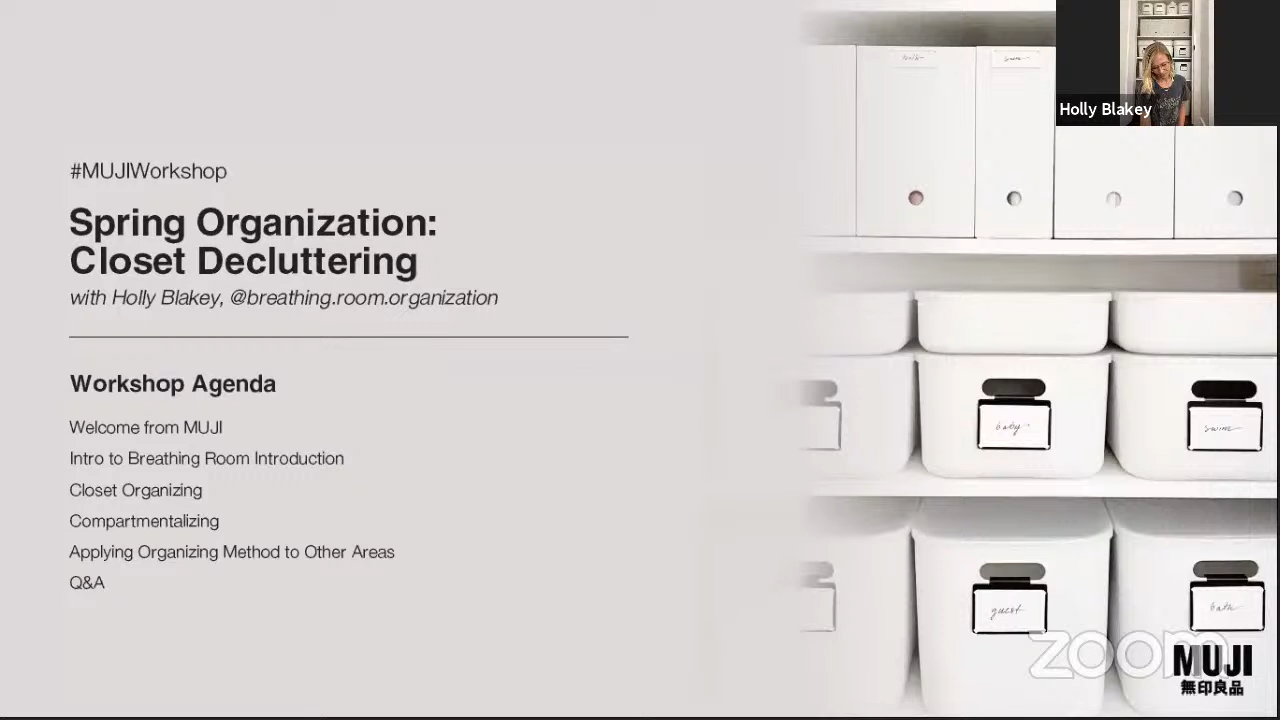 #MUJIWorkshop
Spring Organization:
Closet Decluttering
with Holly Blakey, @breathing.room.organization
Workshop Agenda
Welcome from MUJI
Intro to Breathing Room Introduction
Closet Organizing
Compartmentalizing
Applying Organizing Method to Other Areas
Q&A
Holly Blakey
baby
swim
guest
bath
zoom
MUJI
無印良品